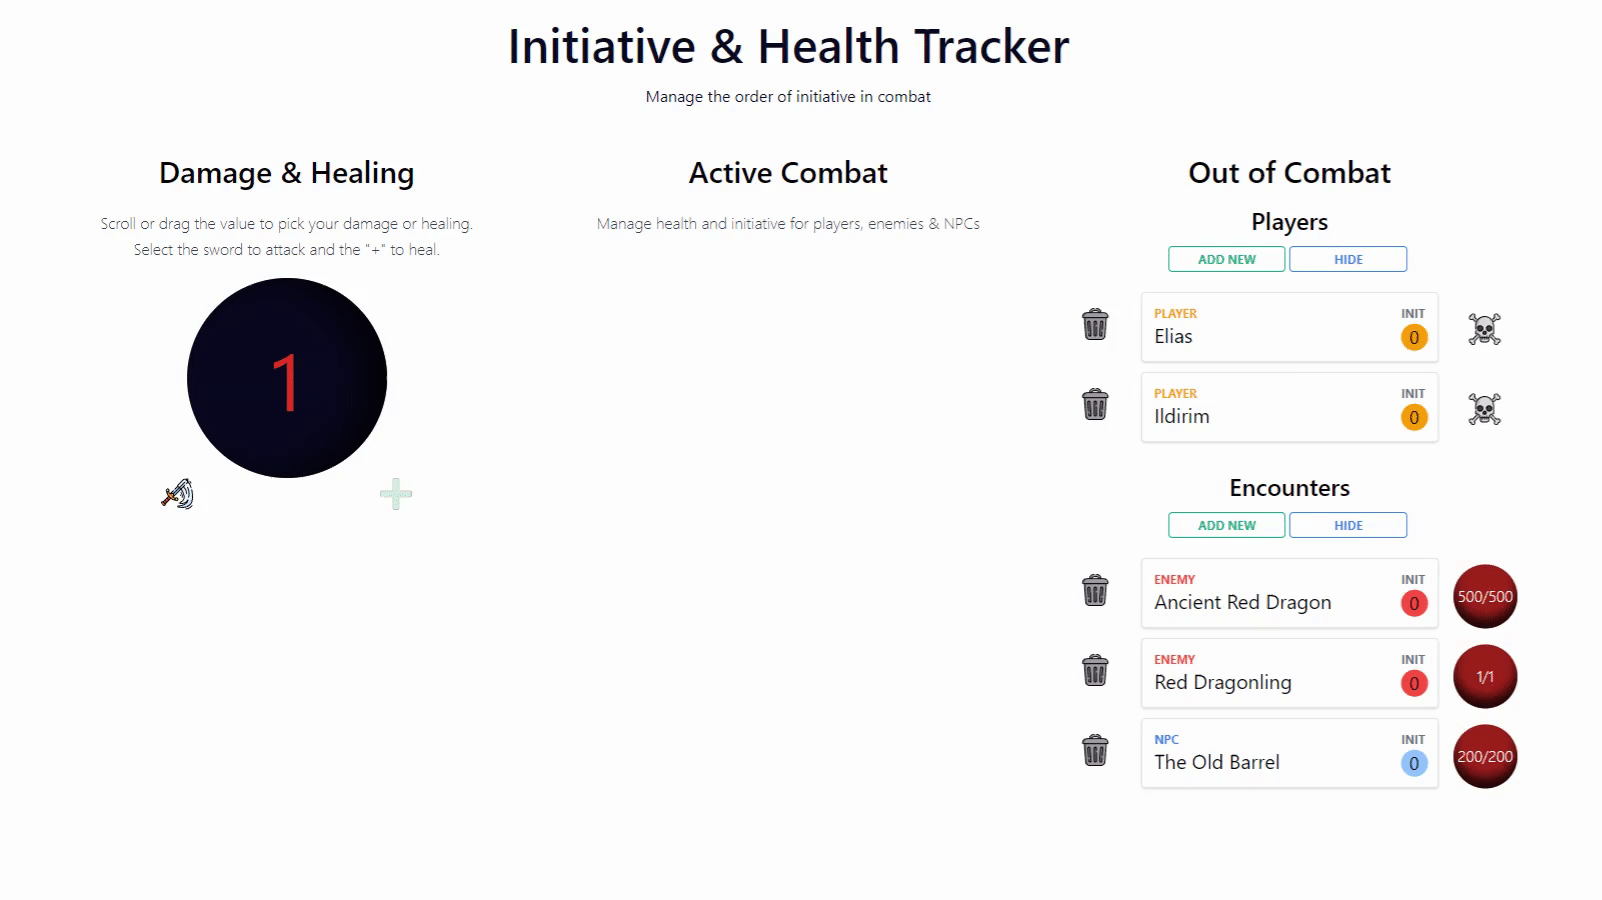 Initiative & Health Tracker
Manage the order of initiative in combat
Damage & Healing
Scroll or drag the value to pick your damage or healing.
Select the sword to attack and the "+" to heal.
1
Active Combat
Manage health and initiative for players, enemies & NPCs
Out of Combat
Players
ADD NEW HIDE
PLAYER INIT
Elias 0
PLAYER INIT
Ildirim 0
Encounters
ADD NEW HIDE
ENEMY INIT
Ancient Red Dragon 0 500/500
ENEMY INIT
Red Dragonling 0 1/1
NPC INIT
The Old Barrel 0 200/200